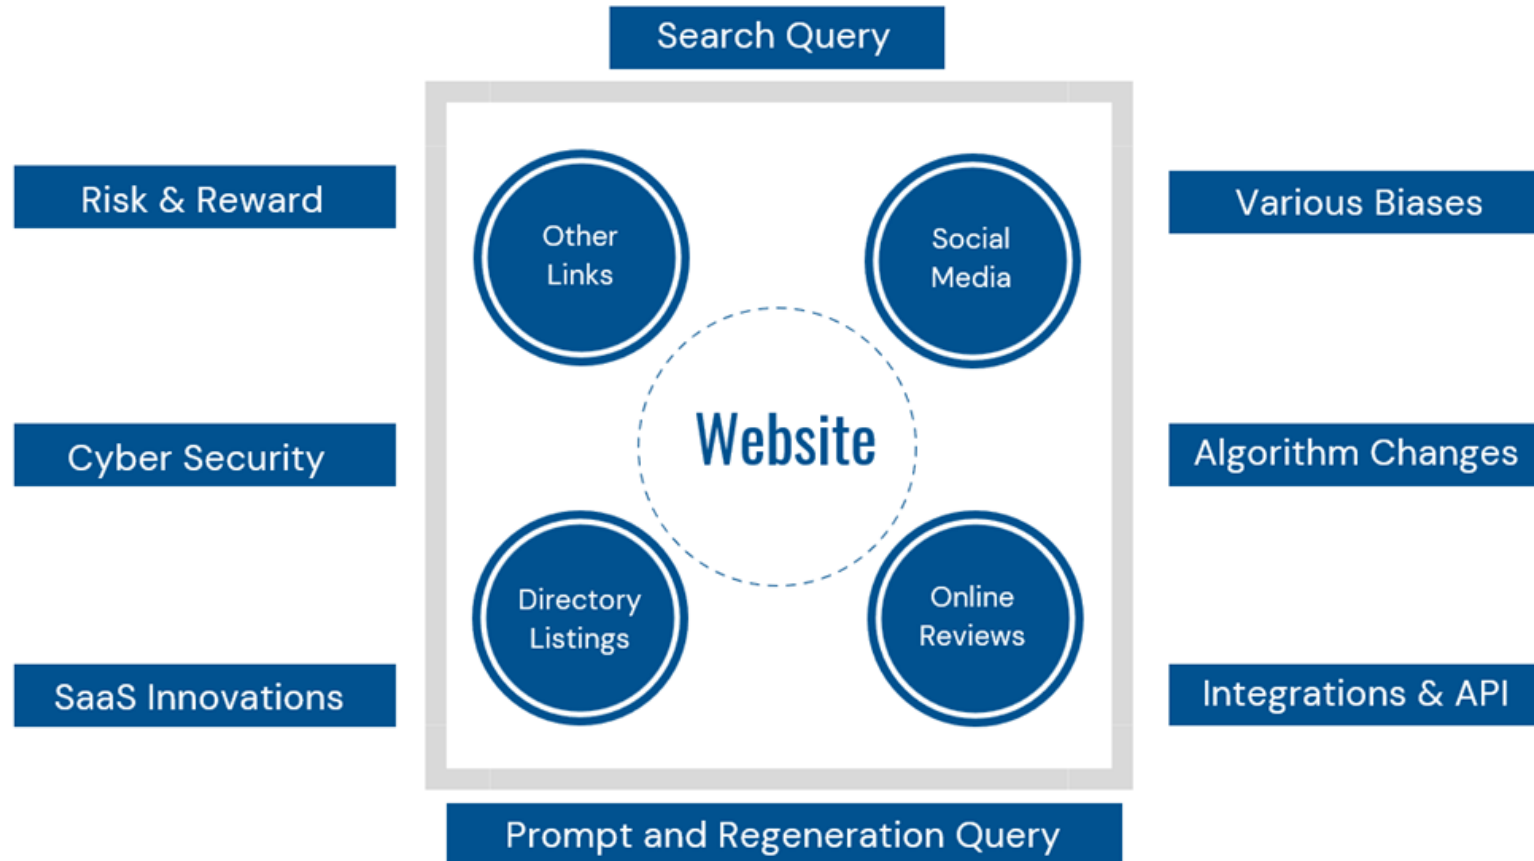 Search Query
Risk & Reward
Various Biases
Other
Links
Social
Media
Website
Cyber Security
Algorithm Changes
Directory
Listings
Online
Reviews
SaaS Innovations
Integrations & API
Prompt and Regeneration Query